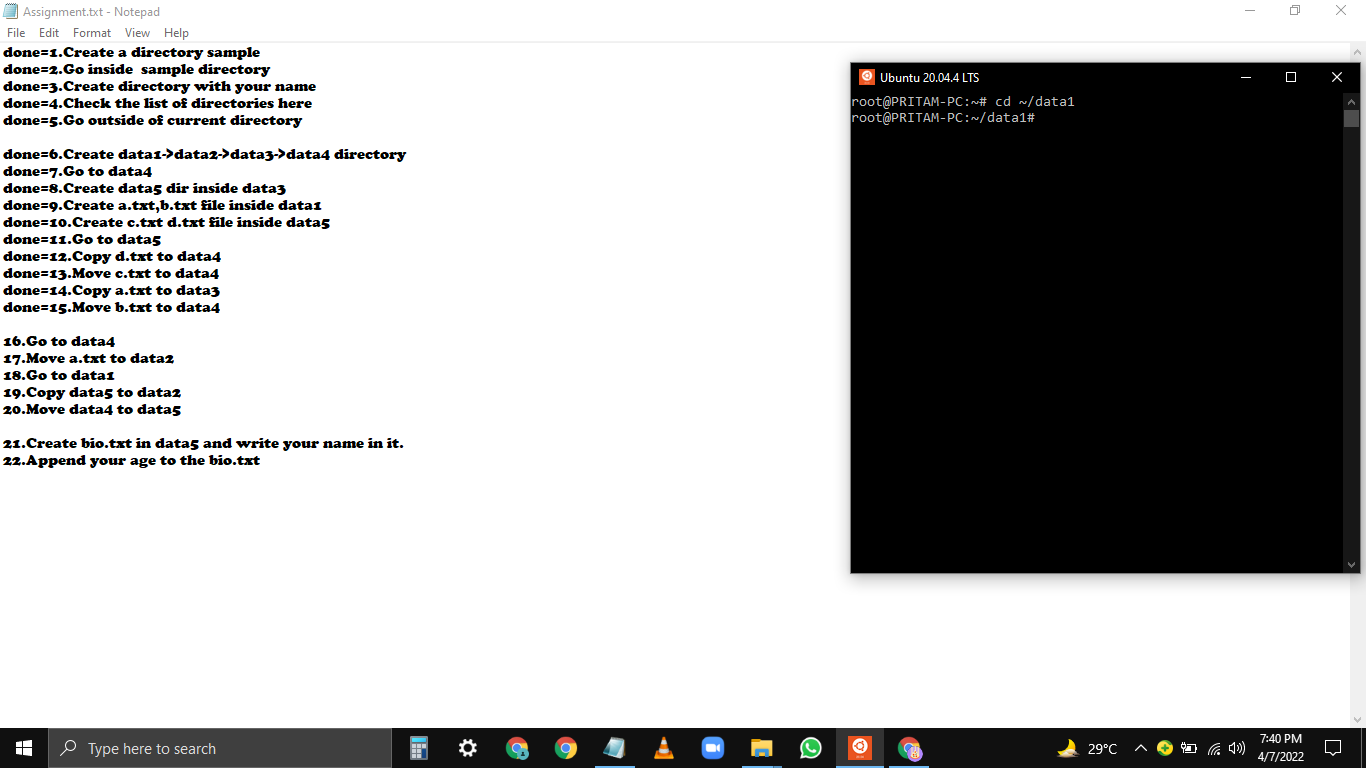 Assignment.txt - Notepad
File Edit Format View Help
done=1.Create a directory sample
done=2.Go inside  sample directory
done=3.Create directory with your name
done=4.Check the list of directories here
done=5.Go outside of current directory
done=6.Create data1->data2->data3->data4 directory
done=7.Go to data4
done=8.Create data5 dir inside data3
done=9.Create a.txt,b.txt file inside data1
done=10.Create c.txt d.txt file inside data5
done=11.Go to data5
done=12.Copy d.txt to data4
done=13.Move c.txt to data4
done=14.Copy a.txt to data3
done=15.Move b.txt to data4
16.Go to data4
17.Move a.txt to data2
18.Go to data1
19.Copy data5 to data2
20.Move data4 to data5
21.Create bio.txt in data5 and write your name in it.
22.Append your age to the bio.txt
Ubuntu 20.04.4 LTS
root@PRITAM-PC:~# cd ~/data1
root@PRITAM-PC:~/data1#
Type here to search
29°C
7:40 PM
4/7/2022